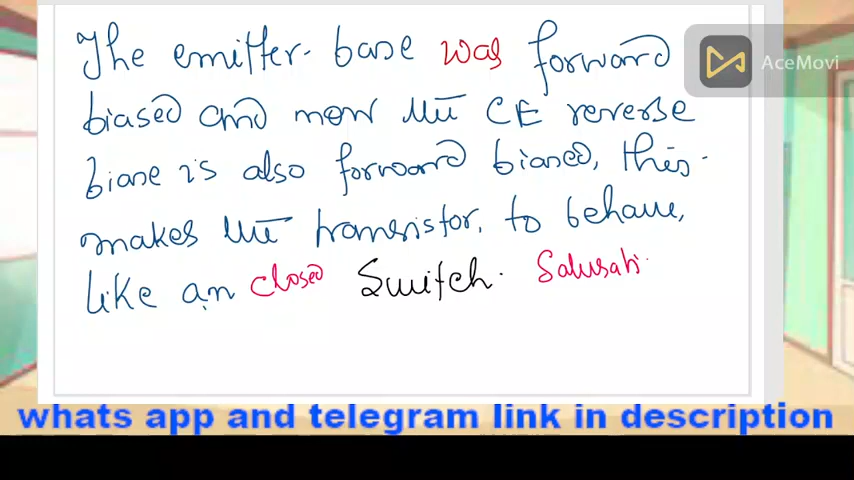 The emitter-base was forward
AceMovi
biased and now the CE reverse
biase is also forward biased, this
makes the transistor, to behave,
like an closed Switch. Salusati
whats app and telegram link in description